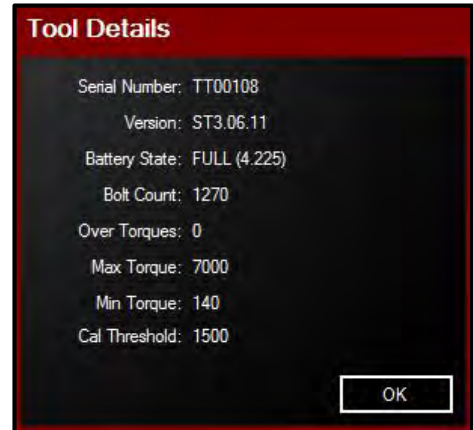 Tool Details
Serial Number: TT00108
Version: ST3.06.11
Battery State: FULL (4.225)
Bolt Count: 1270
Over Torques: 0
Max Torque: 7000
Min Torque: 140
Cal Threshold: 1500
OK